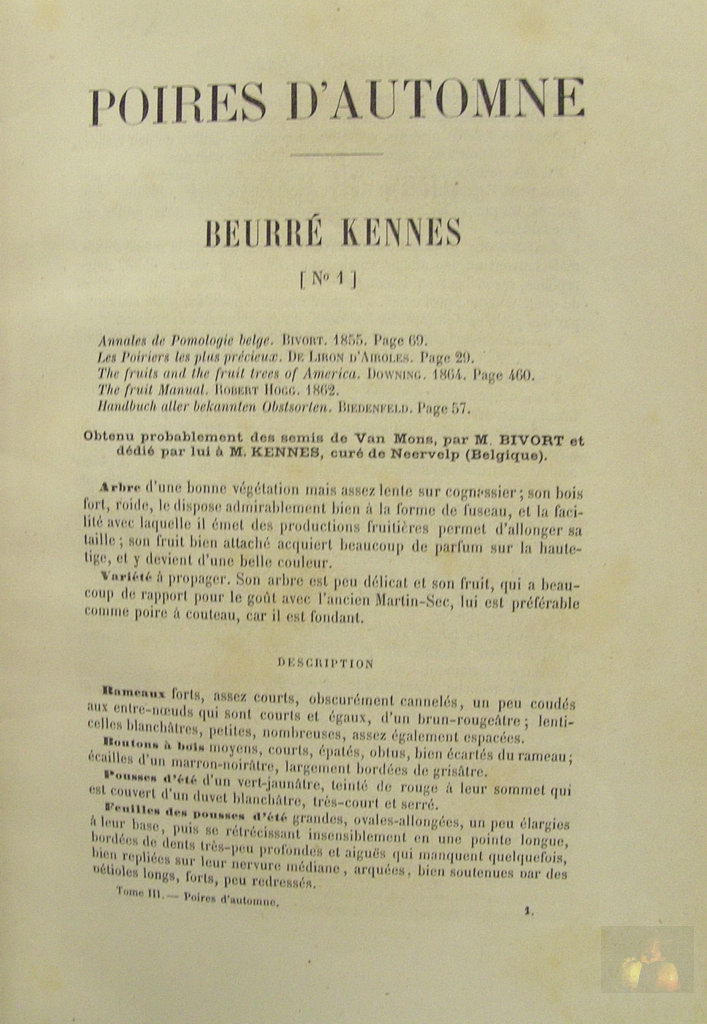 POIRES D'AUTOMNE
BEURRÉ KENNES
[ No 1 ]
Annales de Pomologie belge. BIVORT. 1855. Page 69.
Les Poiriers les plus précieux. DE LIRON D'AIROLES. Page 29.
The fruits and the fruit trees of America. DOWNING. 1864. Page 460.
The fruit Manual. ROBERT HOGG. 1862.
Handbuch aller bekannten Obstsorten. BIEDENFELD. Page 57.
Obtenu probablement des semis de Van Mons, par M. BIVORT et
dédié par lui à M. KENNES, curé de Neervelp (Belgique).
Arbre d'une bonne végétation mais assez lente sur cognassier ; son bois
fort, roide, le dispose admirablement bien à la forme de fuseau, et la faci-
lité avec laquelle il émet des productions fruitières permet d'allonger sa
taille ; son fruit bien attaché acquiert beaucoup de parfum sur la haute-
tige, et y devient d'une belle couleur.
Variété à propager. Son arbre est peu délicat et son fruit, qui a beau-
coup de rapport pour le goût avec l'ancien Martin-Sec, lui est préférable
comme poire à couteau, car il est fondant.
DESCRIPTION
Rameaux forts, assez courts, obscurément cannelés, un peu coudés
aux entre-nœuds qui sont courts et égaux, d'un brun-rougeâtre ; lenti-
celles blanchâtres, petites, nombreuses, assez également espacées.
Boutons à bois moyens, courts, épatés, obtus, bien écartés du rameau ;
écailles d'un marron-noirâtre, largement bordées de grisâtre.
Pousses d'été d'un vert-jaunâtre, teinté de rouge à leur sommet qui
est couvert d'un duvet blanchâtre, très-court et serré.
Feuilles des pousses d'été grandes, ovales-allongées, un peu élargies
à leur base, puis se rétrécissant insensiblement en une pointe longue,
bordées de dents très-peu profondes et aiguës qui manquent quelquefois,
bien repliées sur leur nervure médiane, arquées, bien soutenues par des
pétioles longs, forts, peu redressés.
Tome III. — Poires d'automne.
1.